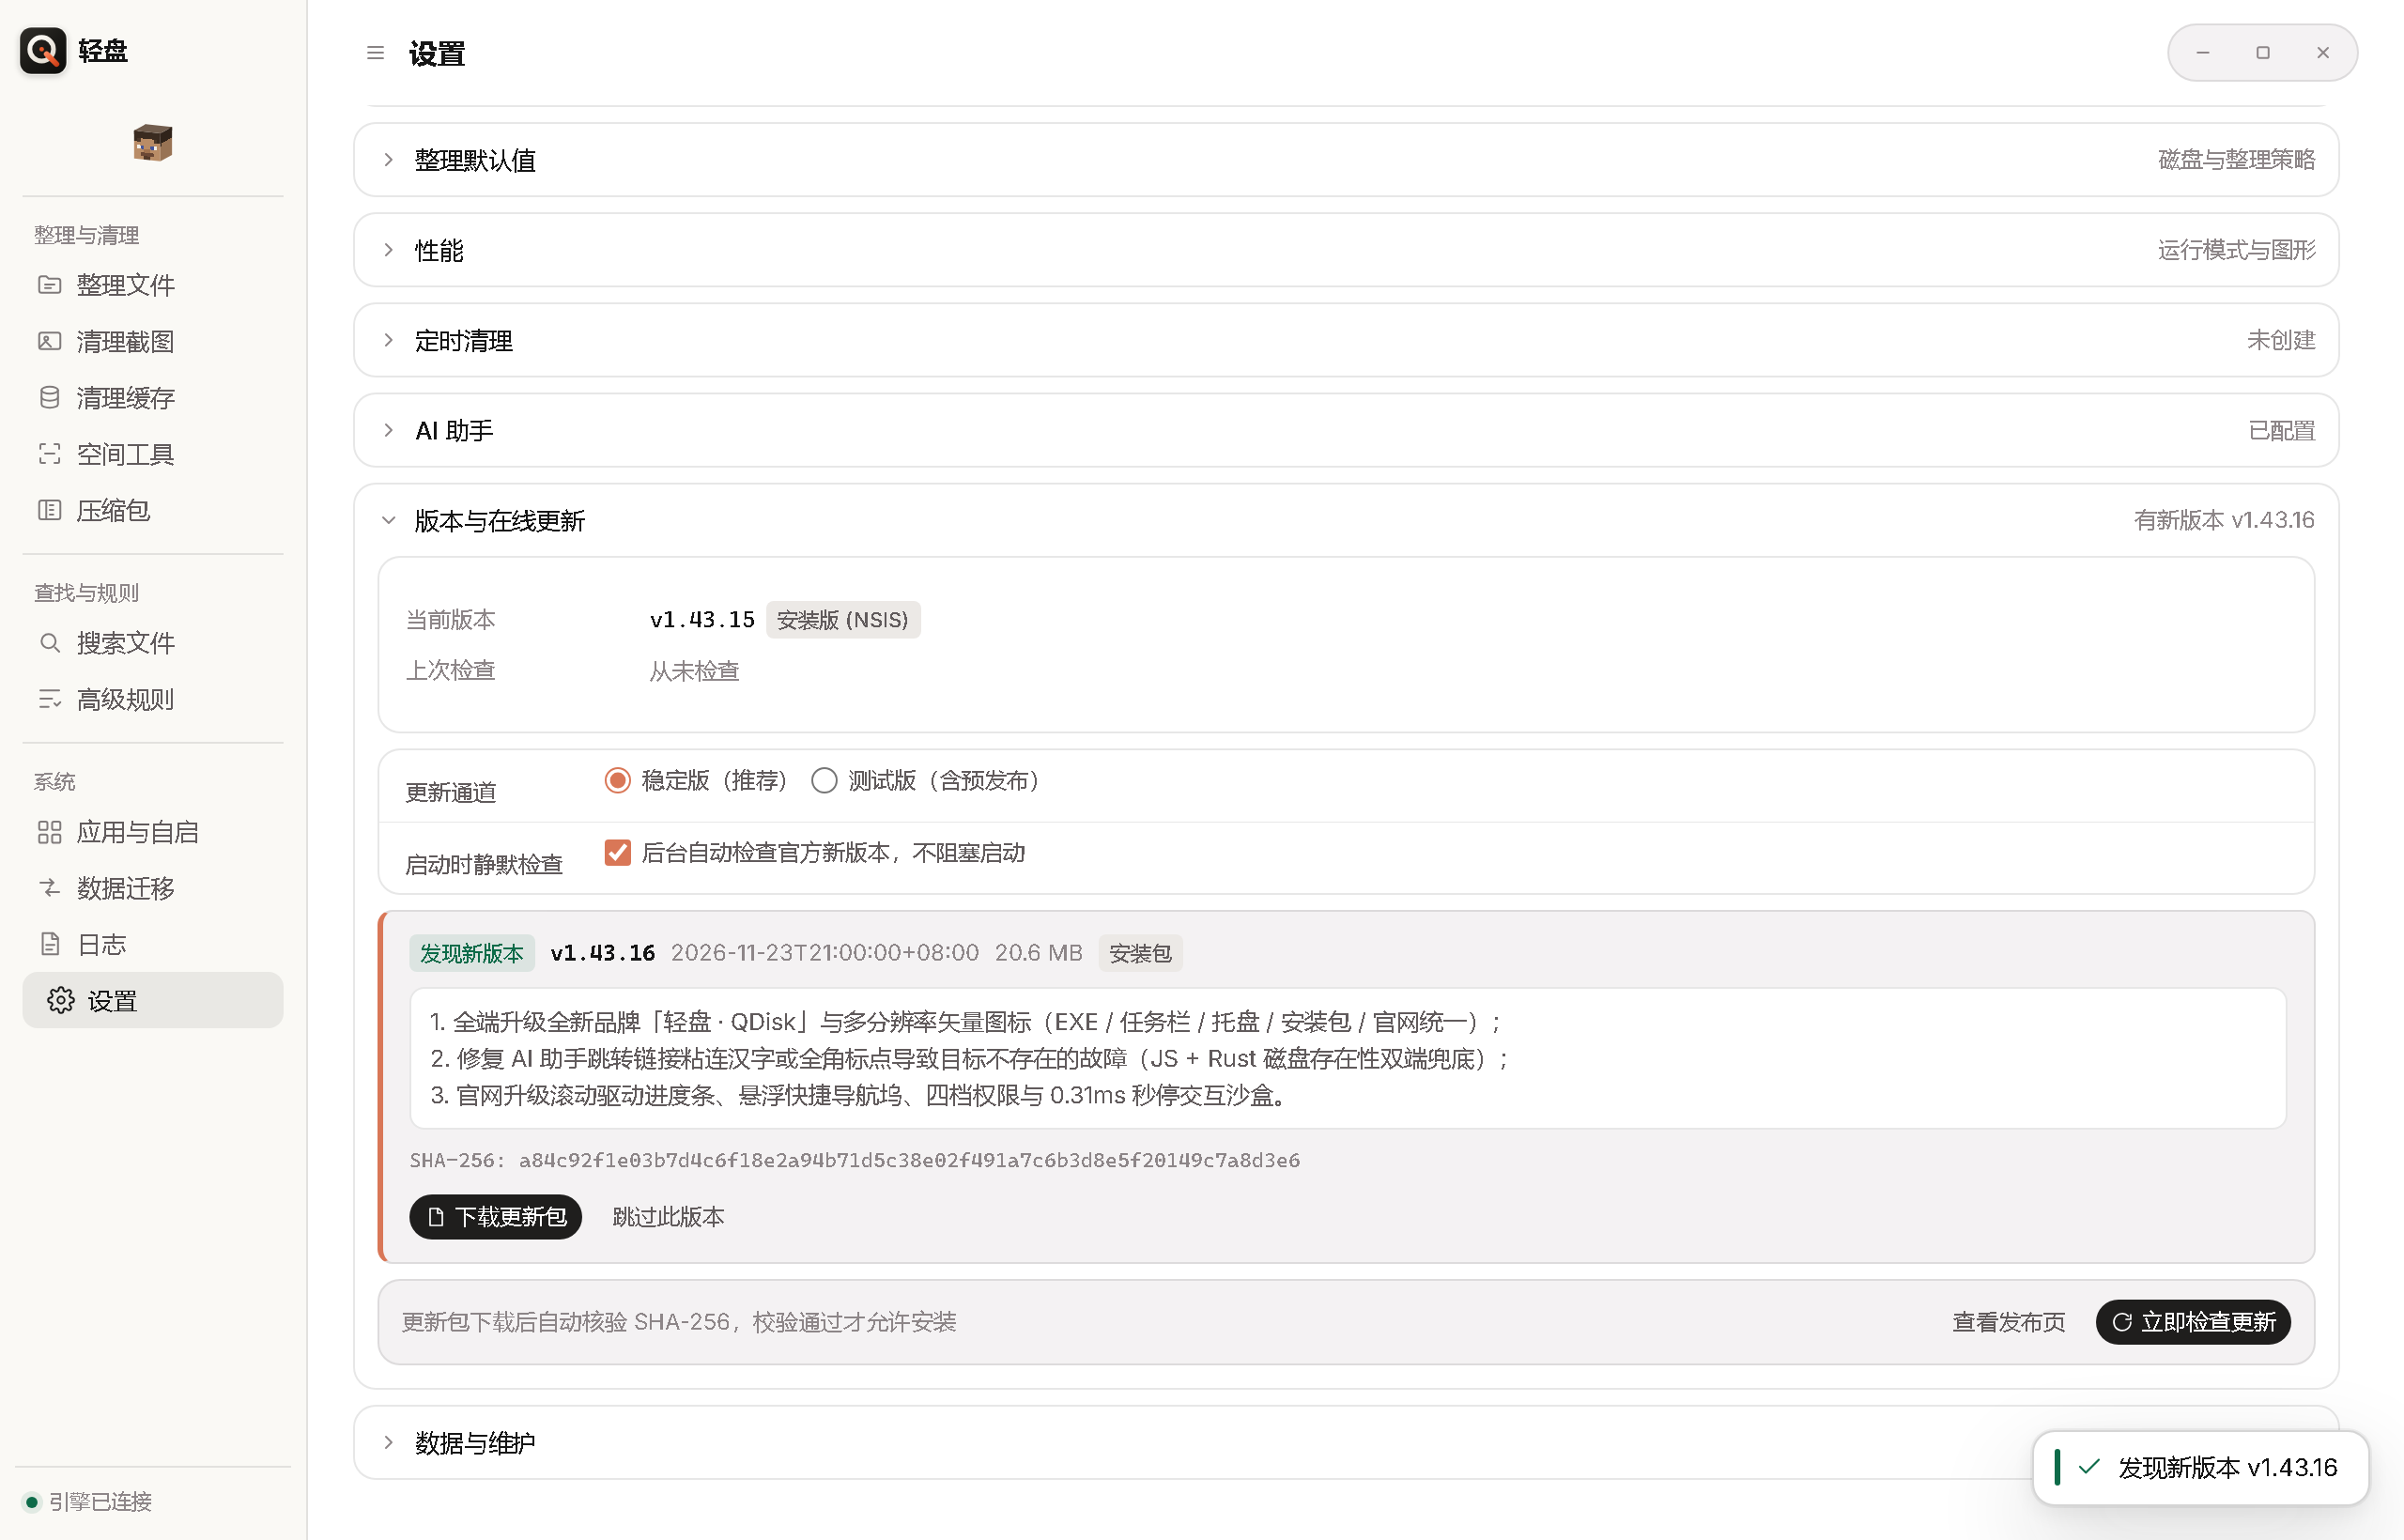 轻盘
整理与清理
整理文件
清理截图
清理缓存
空间工具
压缩包
查找与规则
搜索文件
高级规则
系统
应用与自启
数据迁移
日志
设置
引擎已连接
设置
整理默认值 磁盘与整理策略
性能 运行模式与图形
定时清理 未创建
AI 助手 已配置
版本与在线更新 有新版本 v1.43.16
当前版本 v1.43.15 安装版 (NSIS)
上次检查 从未检查
更新通道 稳定版（推荐） 测试版（含预发布）
启动时静默检查 后台自动检查官方新版本，不阻塞启动
发现新版本 v1.43.16 2026-11-23T21:00:00+08:00 20.6 MB 安装包
1. 全端升级全新品牌「轻盘 · QDisk」与多分辨率矢量图标（EXE / 任务栏 / 托盘 / 安装包 / 官网统一）；
2. 修复 AI 助手跳转链接粘连汉字或全角标点导致目标不存在的故障（JS + Rust 磁盘存在性双端兜底）；
3. 官网升级滚动驱动进度条、悬浮快捷导航坞、四档权限与 0.31ms 秒停交互沙盒。
SHA-256: a84c92f1e03b7d4c6f18e2a94b71d5c38e02f491a7c6b3d8e5f20149c7a8d3e6
下载更新包 跳过此版本
更新包下载后自动核验 SHA-256，校验通过才允许安装 查看发布页 立即检查更新
数据与维护
发现新版本 v1.43.16